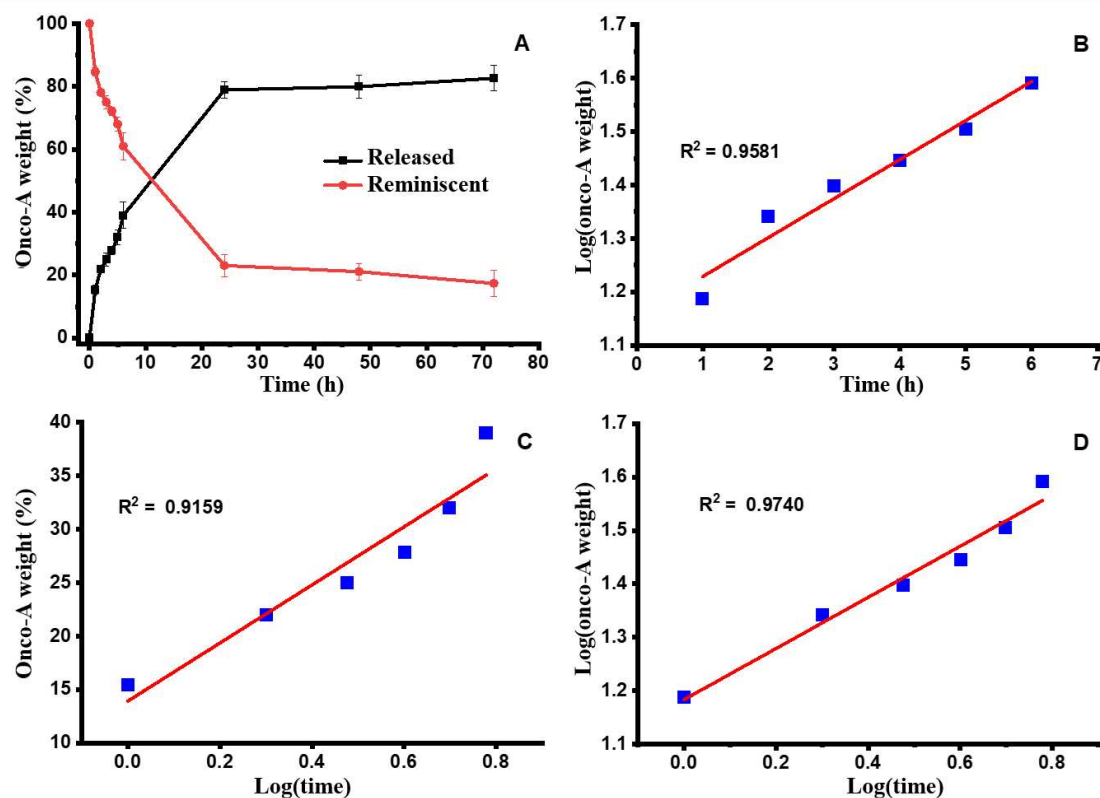 A
Onco-A weight (%)
100
80
60
40
20
0
Released
Reminiscent
0 10 20 30 40 50 60 70 80
Time (h)
B
Log(onco-A weight)
1.7
1.6
1.5
1.4
1.3
1.2
1.1
R² = 0.9581
0 1 2 3 4 5 6 7
Time (h)
C
Onco-A weight (%)
40
35
30
25
20
15
10
R² = 0.9159
0.0 0.2 0.4 0.6 0.8
Log(time)
D
Log(onco-A weight)
1.7
1.6
1.5
1.4
1.3
1.2
1.1
R² = 0.9740
0.0 0.2 0.4 0.6 0.8
Log(time)